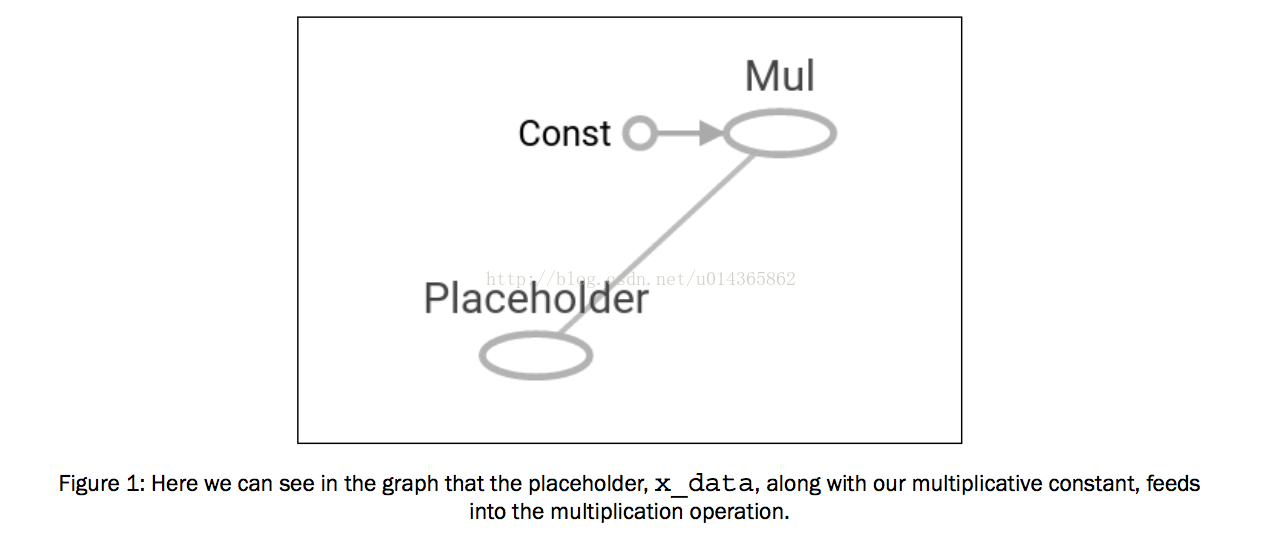 Mul
Const
http://blog.csdn.net/u014365862
Placeholder
Figure 1: Here we can see in the graph that the placeholder, x_data, along with our multiplicative constant, feeds
into the multiplication operation.